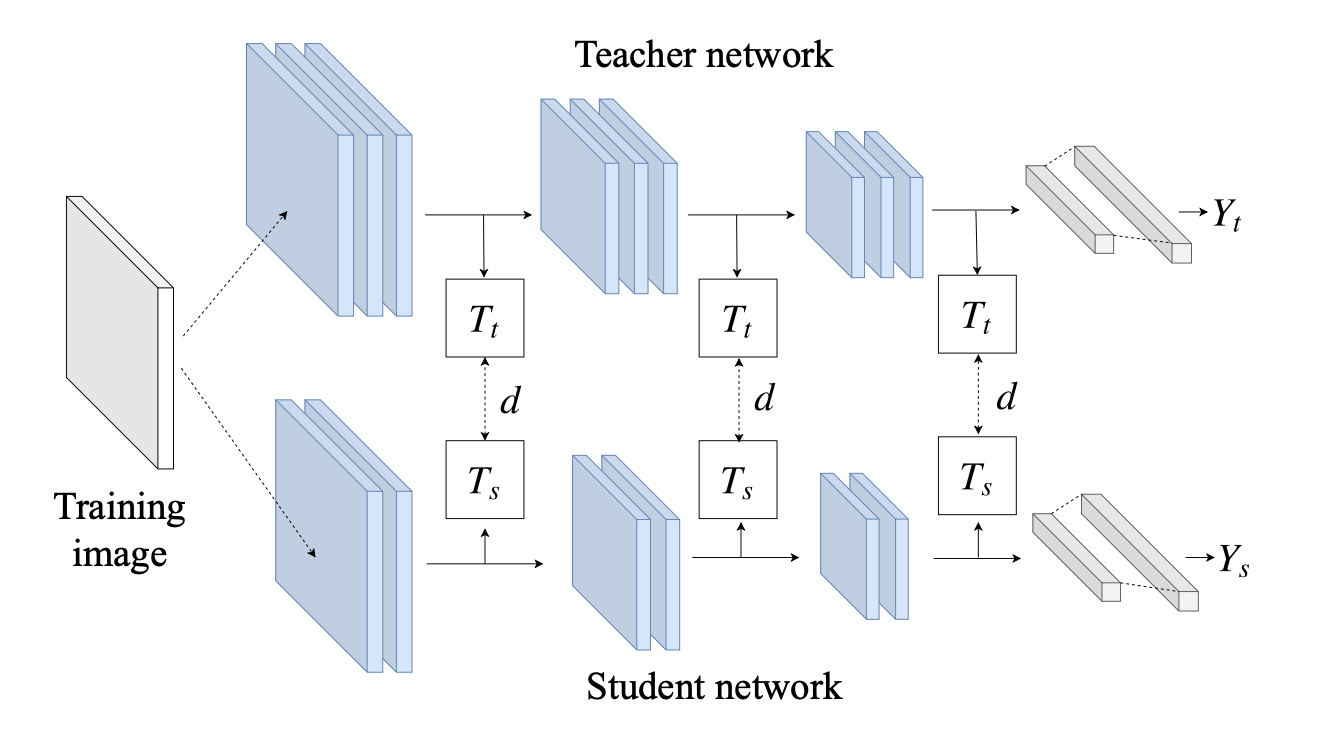 Teacher network
Y_t
T_t
T_t
T_t
d
d
d
T_s
T_s
T_s
Training
image
Y_s
Student network